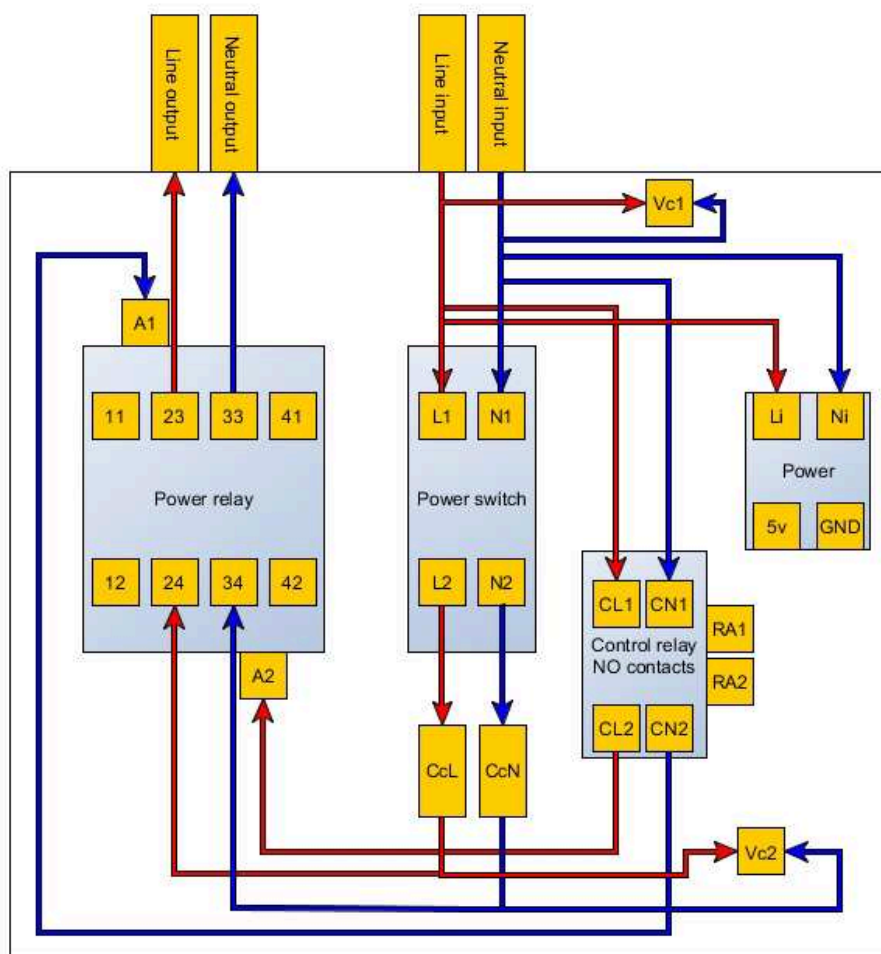 Line output
Neutral output
Line input
Neutral input
Vc1
A1
11 23 33 41
L1 N1
Li Ni
Power relay
Power switch
Power
5v GND
12 24 34 42
L2 N2
CL1 CN1
RA1
Control relay
NO contacts
A2
RA2
CL2 CN2
CcL CcN
Vc2